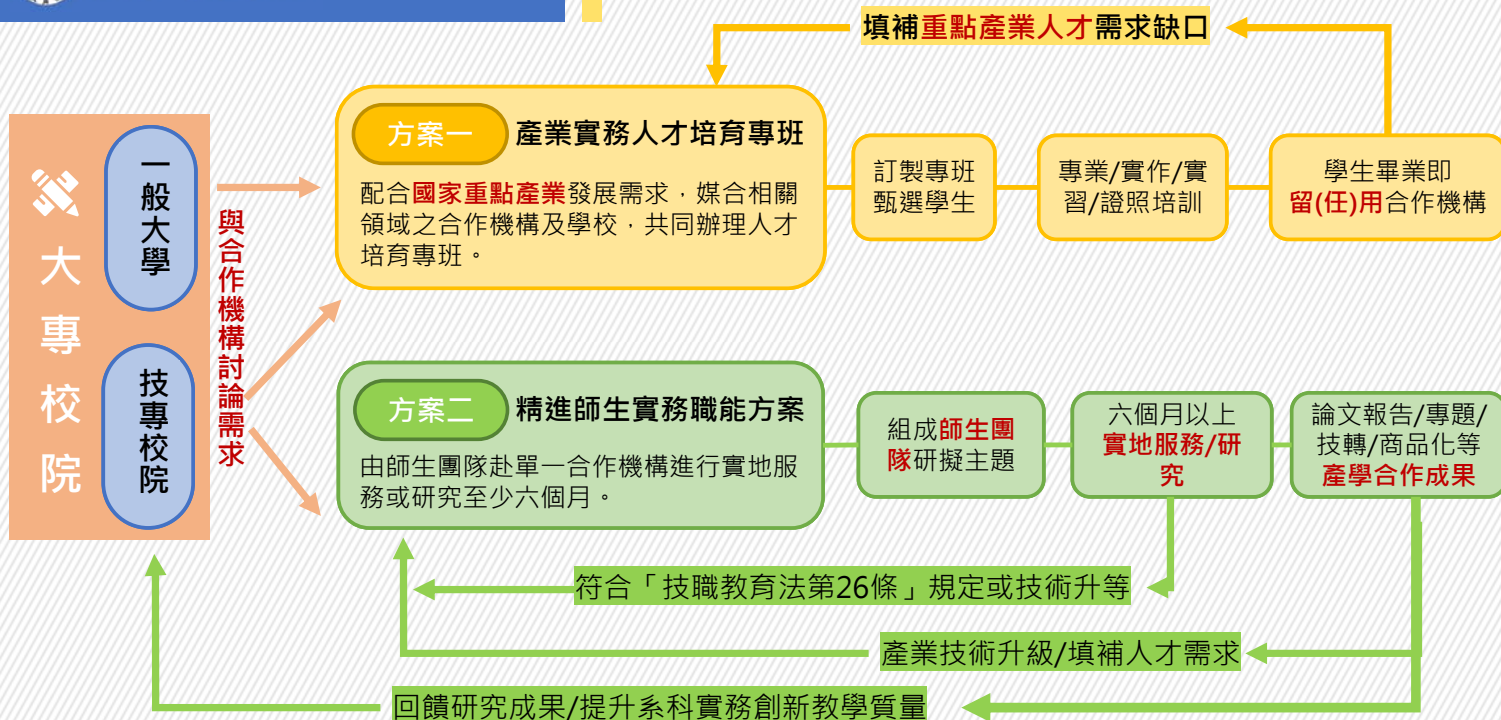 填補重點產業人才需求缺口
大專校院
一般大學
技專校院
與合作機構討論需求
方案一
產業實務人才培育專班
配合國家重點產業發展需求，媒合相關
領域之合作機構及學校，共同辦理人才
培育專班。
訂製專班
甄選學生
專業/實作/實
習/證照培訓
學生畢業即
留(任)用合作機構
方案二
精進師生實務職能方案
由師生團隊赴單一合作機構進行實地服
務或研究至少六個月。
組成師生團
隊研擬主題
六個月以上
實地服務/研
究
論文報告/專題/
技轉/商品化等
產學合作成果
符合「技職教育法第26條」規定或技術升等
產業技術升級/填補人才需求
回饋研究成果/提升系科實務創新教學質量